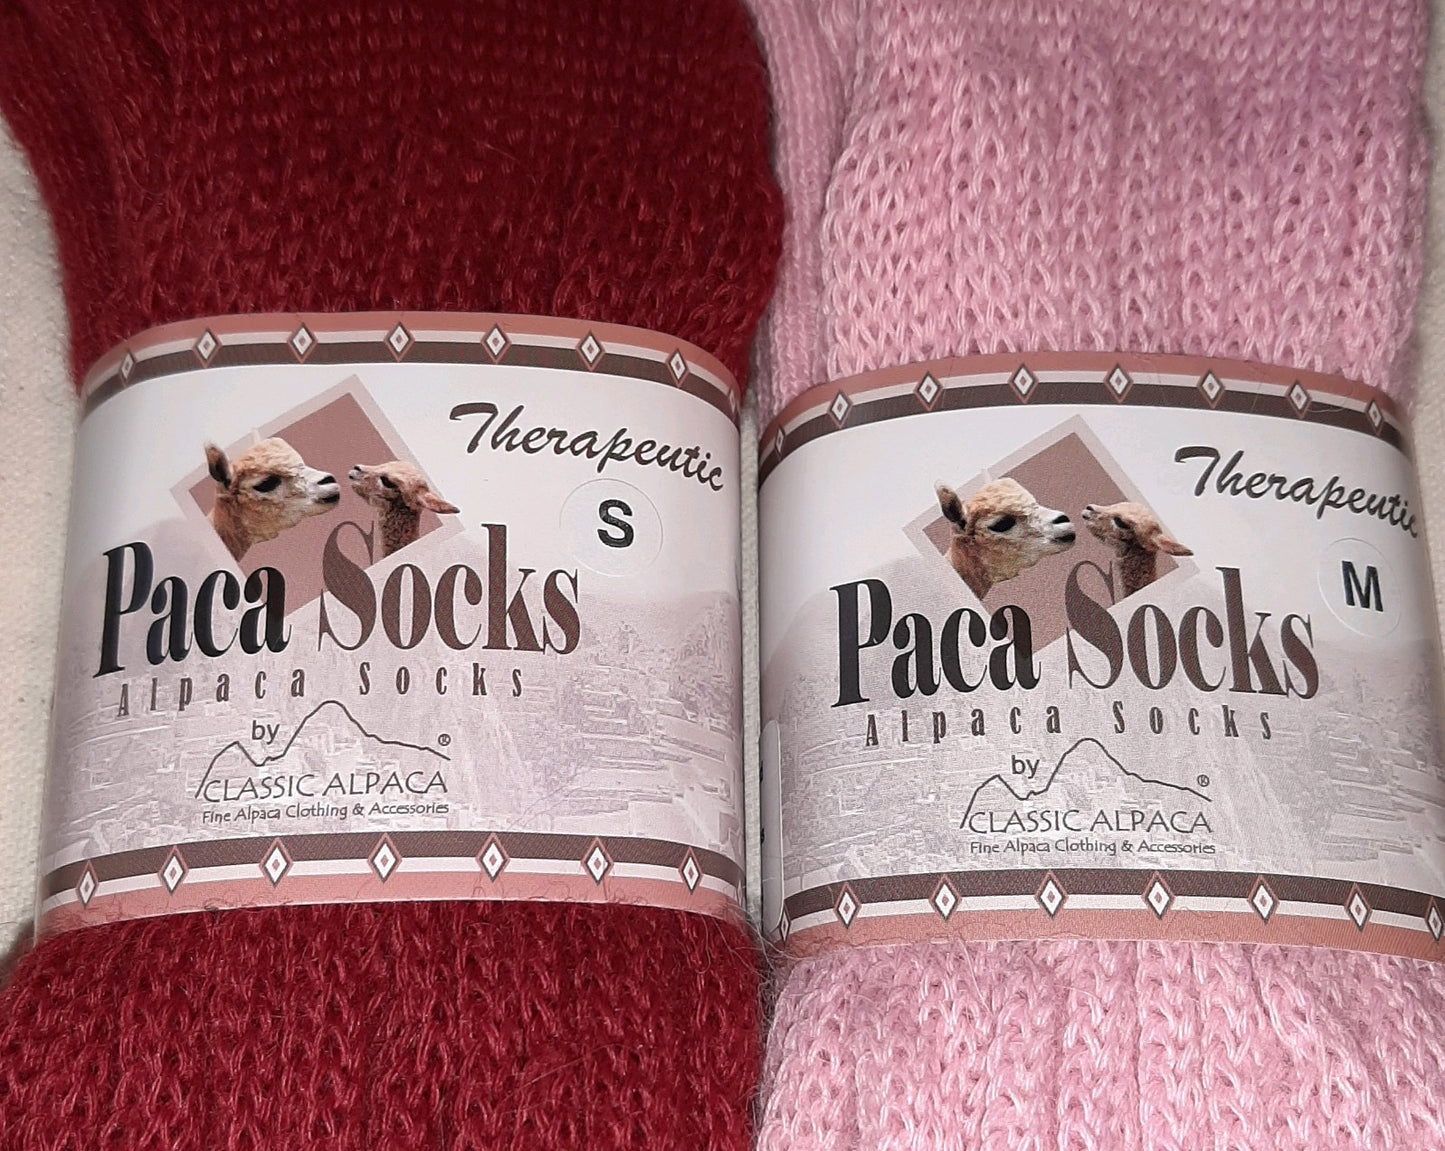 Therapeutic
S
Paca Socks
Alpaca Socks
by
CLASSIC ALPACA ®
Fine Alpaca Clothing & Accessories
Therapeutic
M
Paca Socks
Alpaca Socks
by
CLASSIC ALPACA ®
Fine Alpaca Clothing & Accessories